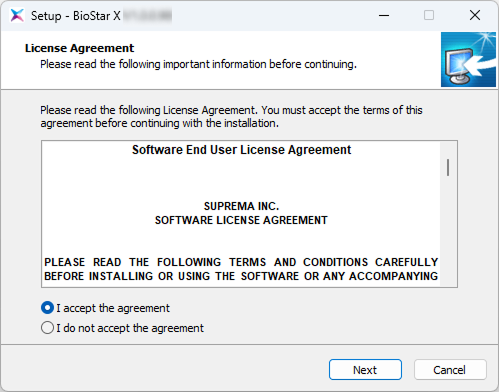 Setup - BioStar X
License Agreement
Please read the following important information before continuing.
Please read the following License Agreement. You must accept the terms of this
agreement before continuing with the installation.
Software End User License Agreement
SUPREMA INC.
SOFTWARE LICENSE AGREEMENT
PLEASE READ THE FOLLOWING TERMS AND CONDITIONS CAREFULLY
BEFORE INSTALLING OR USING THE SOFTWARE OR ANY ACCOMPANYING
I accept the agreement
I do not accept the agreement
Next
Cancel